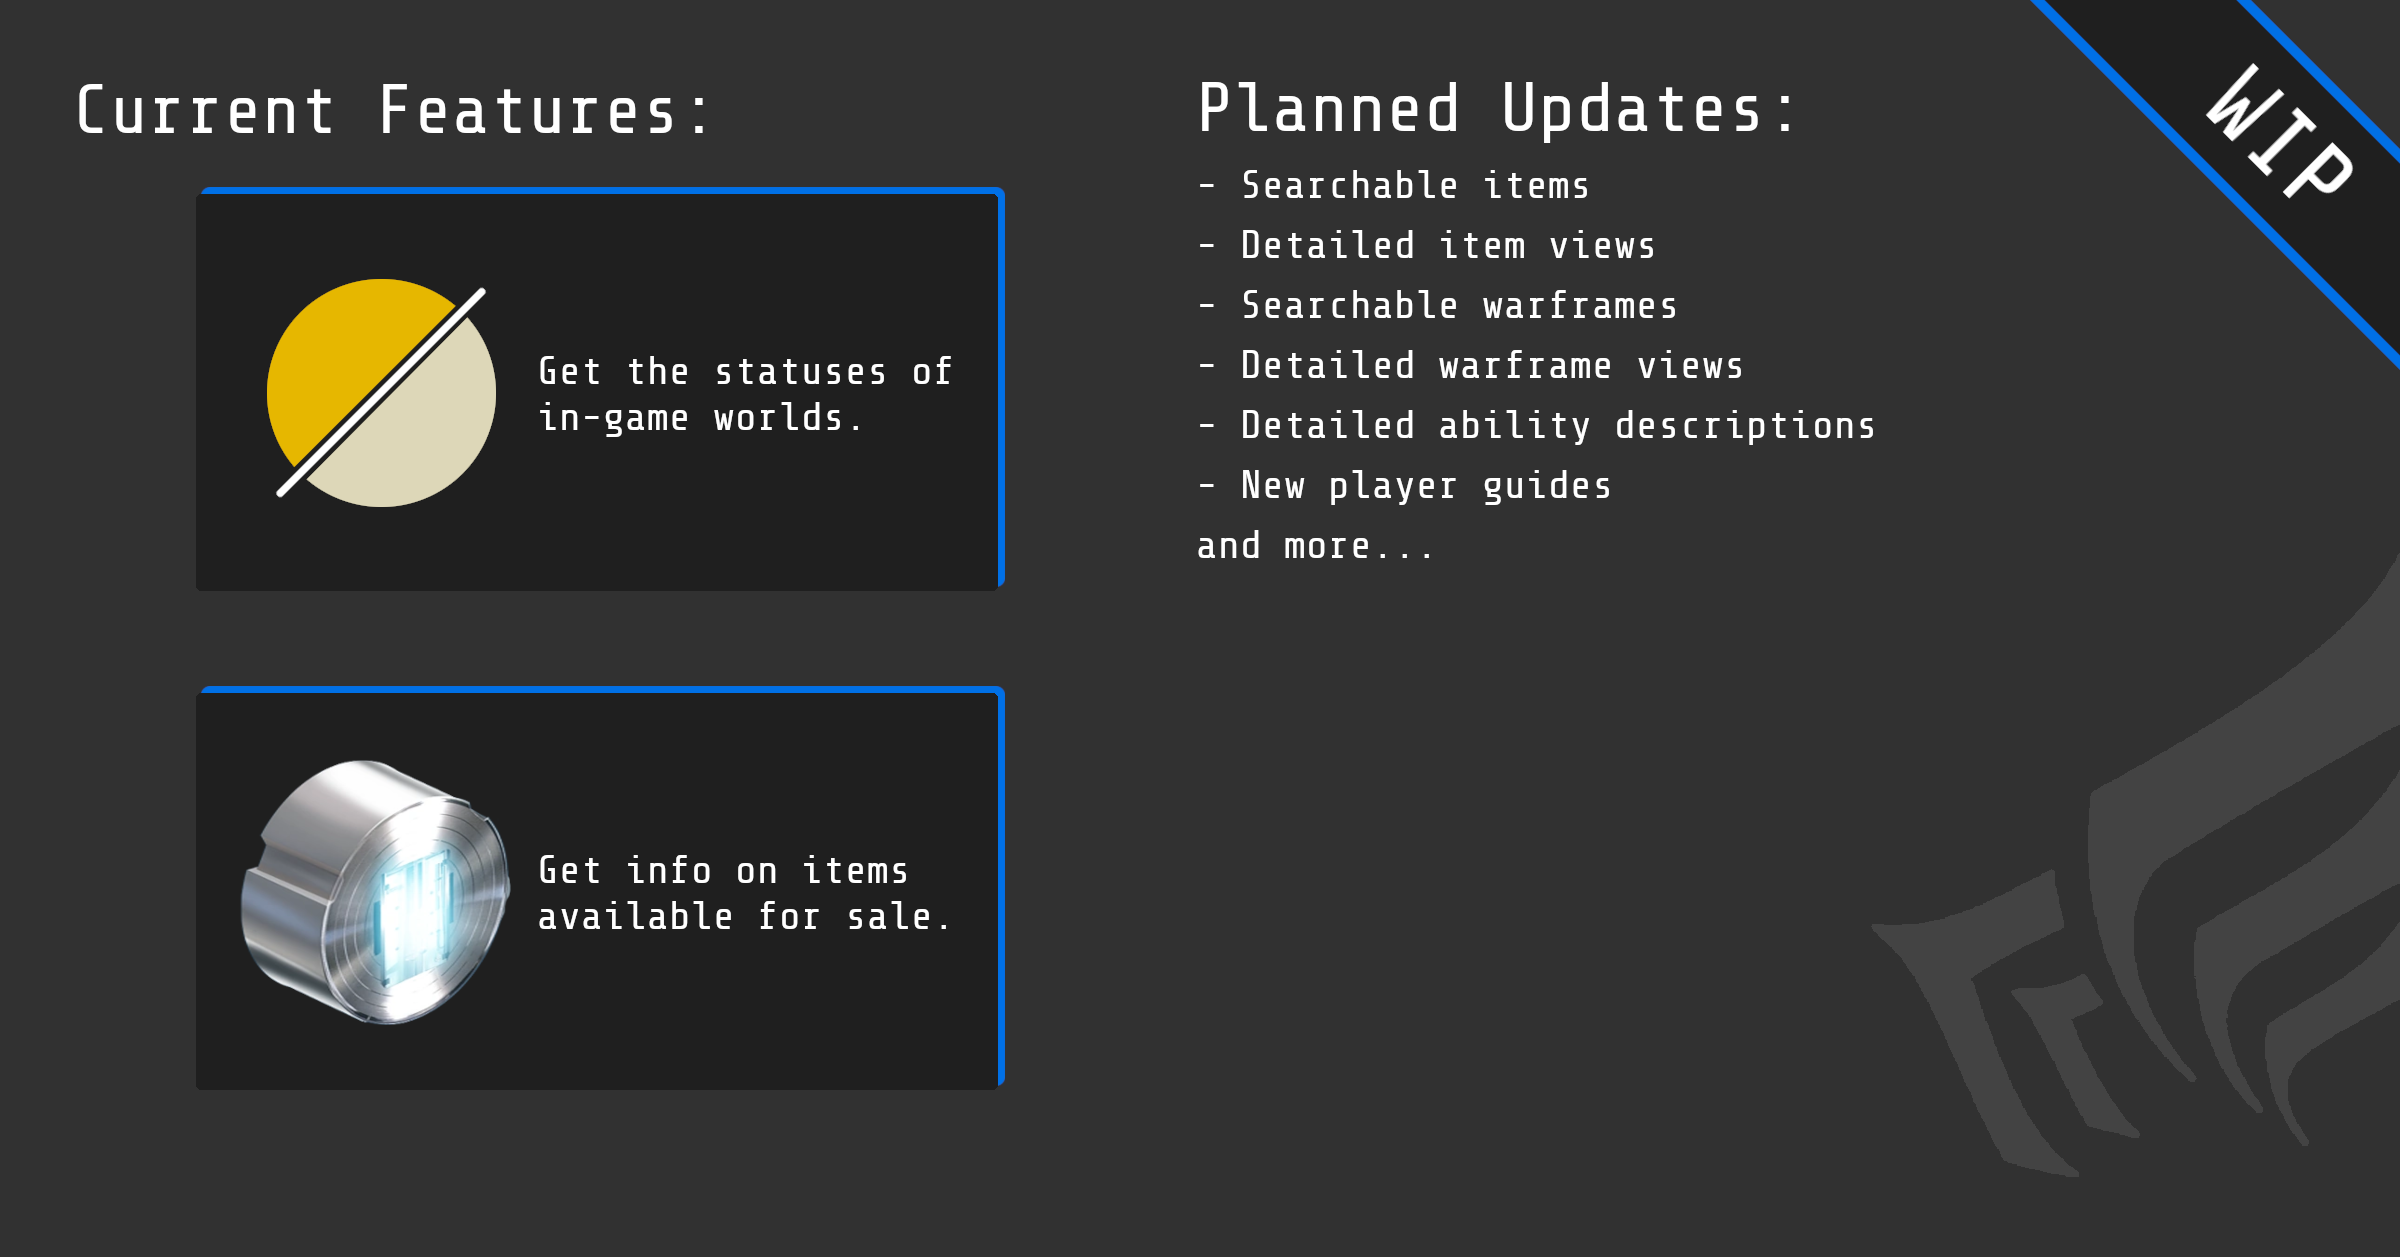 Current Features:
Get the statuses of
in-game worlds.
Get info on items
available for sale.
Planned Updates:
- Searchable items
- Detailed item views
- Searchable warframes
- Detailed warframe views
- Detailed ability descriptions
- New player guides
and more...
WIP